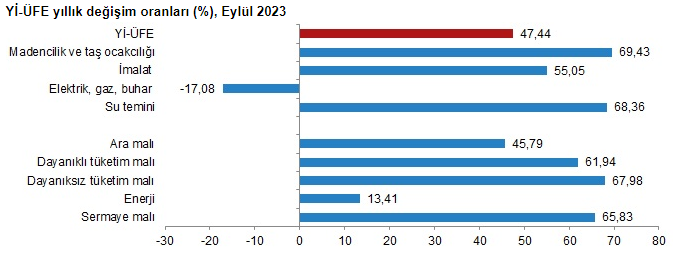 Yİ-ÜFE yıllık değişim oranları (%), Eylül 2023
Yİ-ÜFE 47,44
Madencilik ve taş ocakcılığı 69,43
İmalat 55,05
Elektrik, gaz, buhar -17,08
Su temini 68,36
Ara malı 45,79
Dayanıklı tüketim malı 61,94
Dayanıksız tüketim malı 67,98
Enerji 13,41
Sermaye malı 65,83
-30 -20 -10 0 10 20 30 40 50 60 70 80